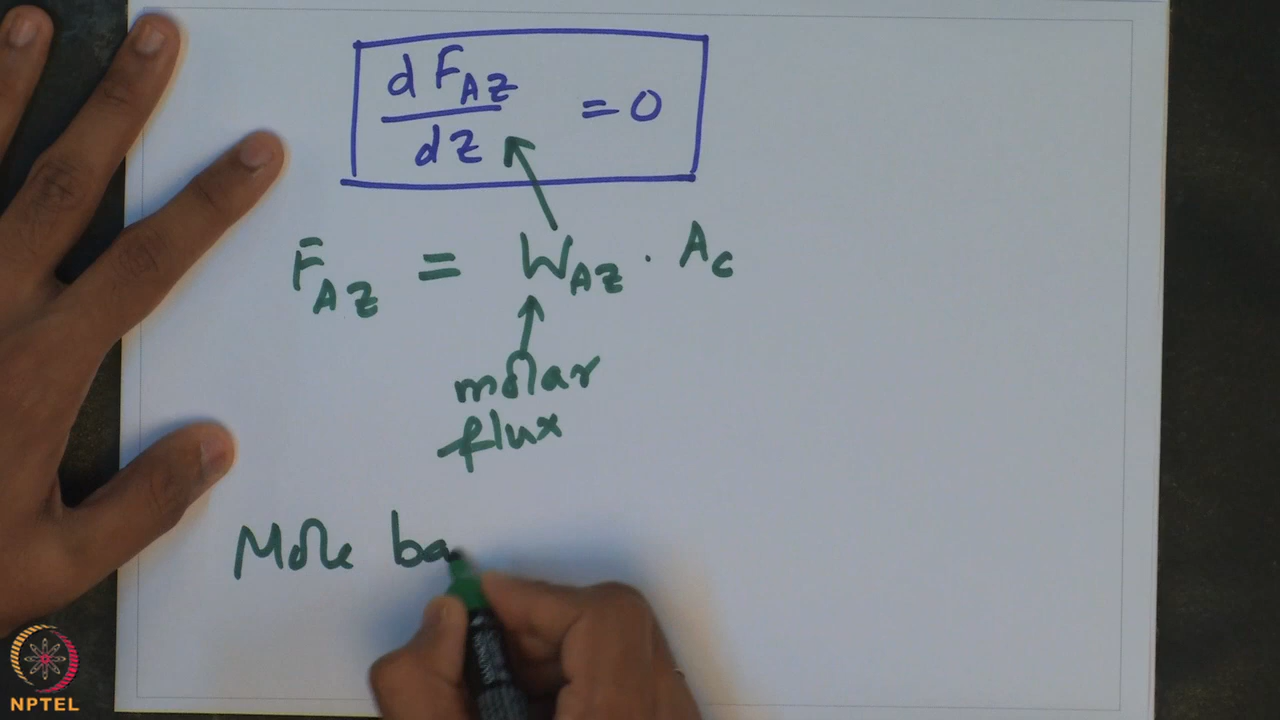 dF_AZ/dz = 0
F_AZ = W_AZ · A_C
molar
flux
Mole ba
NPTEL